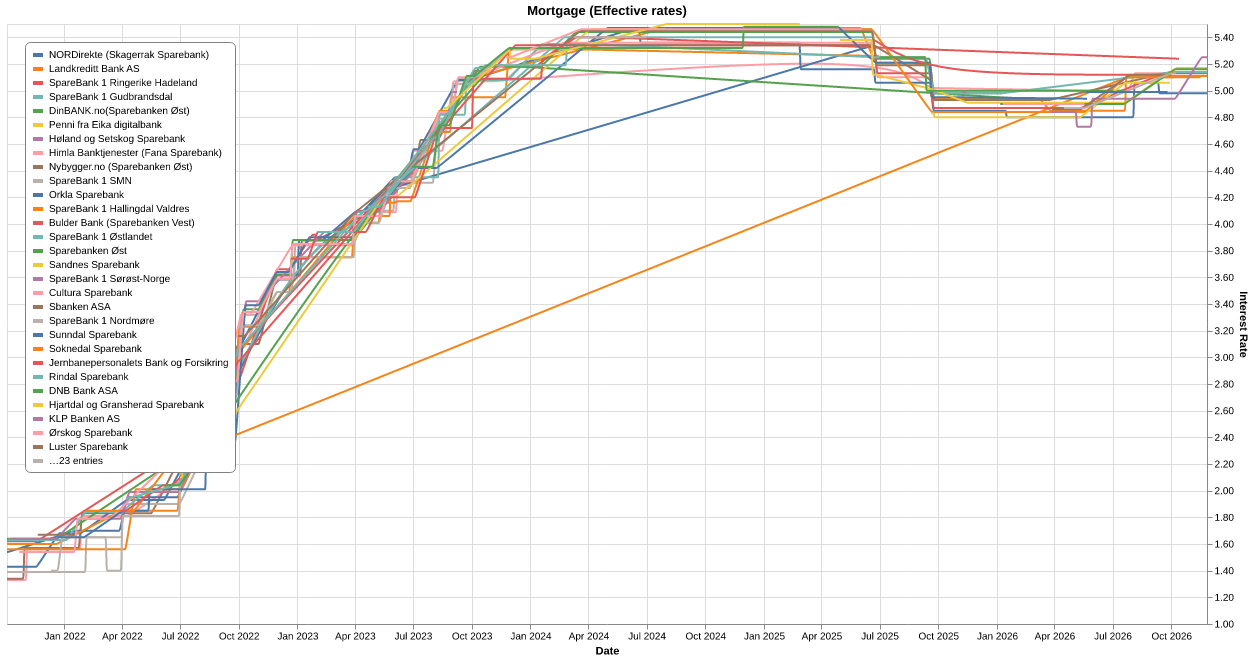 Mortgage (Effective rates)
NORDirekte (Skagerrak Sparebank)
Landkreditt Bank AS
SpareBank 1 Ringerike Hadeland
SpareBank 1 Gudbrandsdal
DinBANK.no(Sparebanken Øst)
Penni fra Eika digitalbank
Høland og Setskog Sparebank
Himla Banktjenester (Fana Sparebank)
Nybygger.no (Sparebanken Øst)
SpareBank 1 SMN
Orkla Sparebank
SpareBank 1 Hallingdal Valdres
Bulder Bank (Sparebanken Vest)
SpareBank 1 Østlandet
Sparebanken Øst
Sandnes Sparebank
SpareBank 1 Sørøst-Norge
Cultura Sparebank
Sbanken ASA
SpareBank 1 Nordmøre
Sunndal Sparebank
Soknedal Sparebank
Jernbanepersonalets Bank og Forsikring
Rindal Sparebank
DNB Bank ASA
Hjartdal og Gransherad Sparebank
KLP Banken AS
Ørskog Sparebank
Luster Sparebank
…23 entries
5.40
5.20
5.00
4.80
4.60
4.40
4.20
4.00
3.80
3.60
3.40
3.20
3.00
2.80
2.60
2.40
2.20
2.00
1.80
1.60
1.40
1.20
1.00
Interest Rate
Jan 2022 Apr 2022 Jul 2022 Oct 2022 Jan 2023 Apr 2023 Jul 2023 Oct 2023 Jan 2024 Apr 2024 Jul 2024 Oct 2024 Jan 2025 Apr 2025 Jul 2025 Oct 2025 Jan 2026 Apr 2026 Jul 2026 Oct 2026
Date